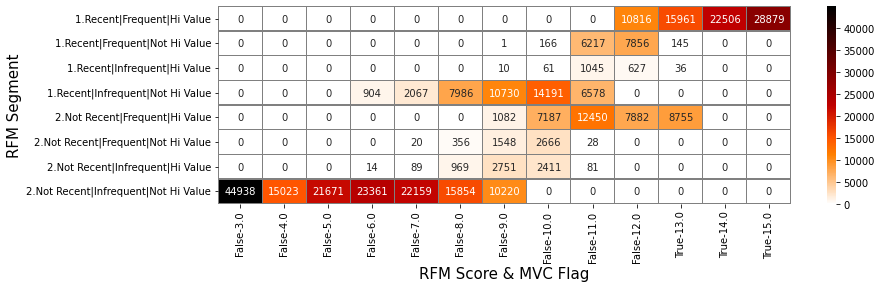 1.Recent|Frequent|Hi Value 0 0 0 0 0 0 0 0 0 10816 15961 22506 28879
1.Recent|Frequent|Not Hi Value 0 0 0 0 0 0 1 166 6217 7856 145 0 0
1.Recent|Infrequent|Hi Value 0 0 0 0 0 0 10 61 1045 627 36 0 0
1.Recent|Infrequent|Not Hi Value 0 0 0 904 2067 7986 10730 14191 6578 0 0 0 0
2.Not Recent|Frequent|Hi Value 0 0 0 0 0 0 1082 7187 12450 7882 8755 0 0
2.Not Recent|Frequent|Not Hi Value 0 0 0 0 20 356 1548 2666 28 0 0 0 0
2.Not Recent|Infrequent|Hi Value 0 0 0 14 89 969 2751 2411 81 0 0 0 0
2.Not Recent|Infrequent|Not Hi Value 44938 15023 21671 23361 22159 15854 10220 0 0 0 0 0 0
RFM Segment
False-3.0 False-4.0 False-5.0 False-6.0 False-7.0 False-8.0 False-9.0 False-10.0 False-11.0 False-12.0 True-13.0 True-14.0 True-15.0
RFM Score & MVC Flag
40000
35000
30000
25000
20000
15000
10000
5000
0